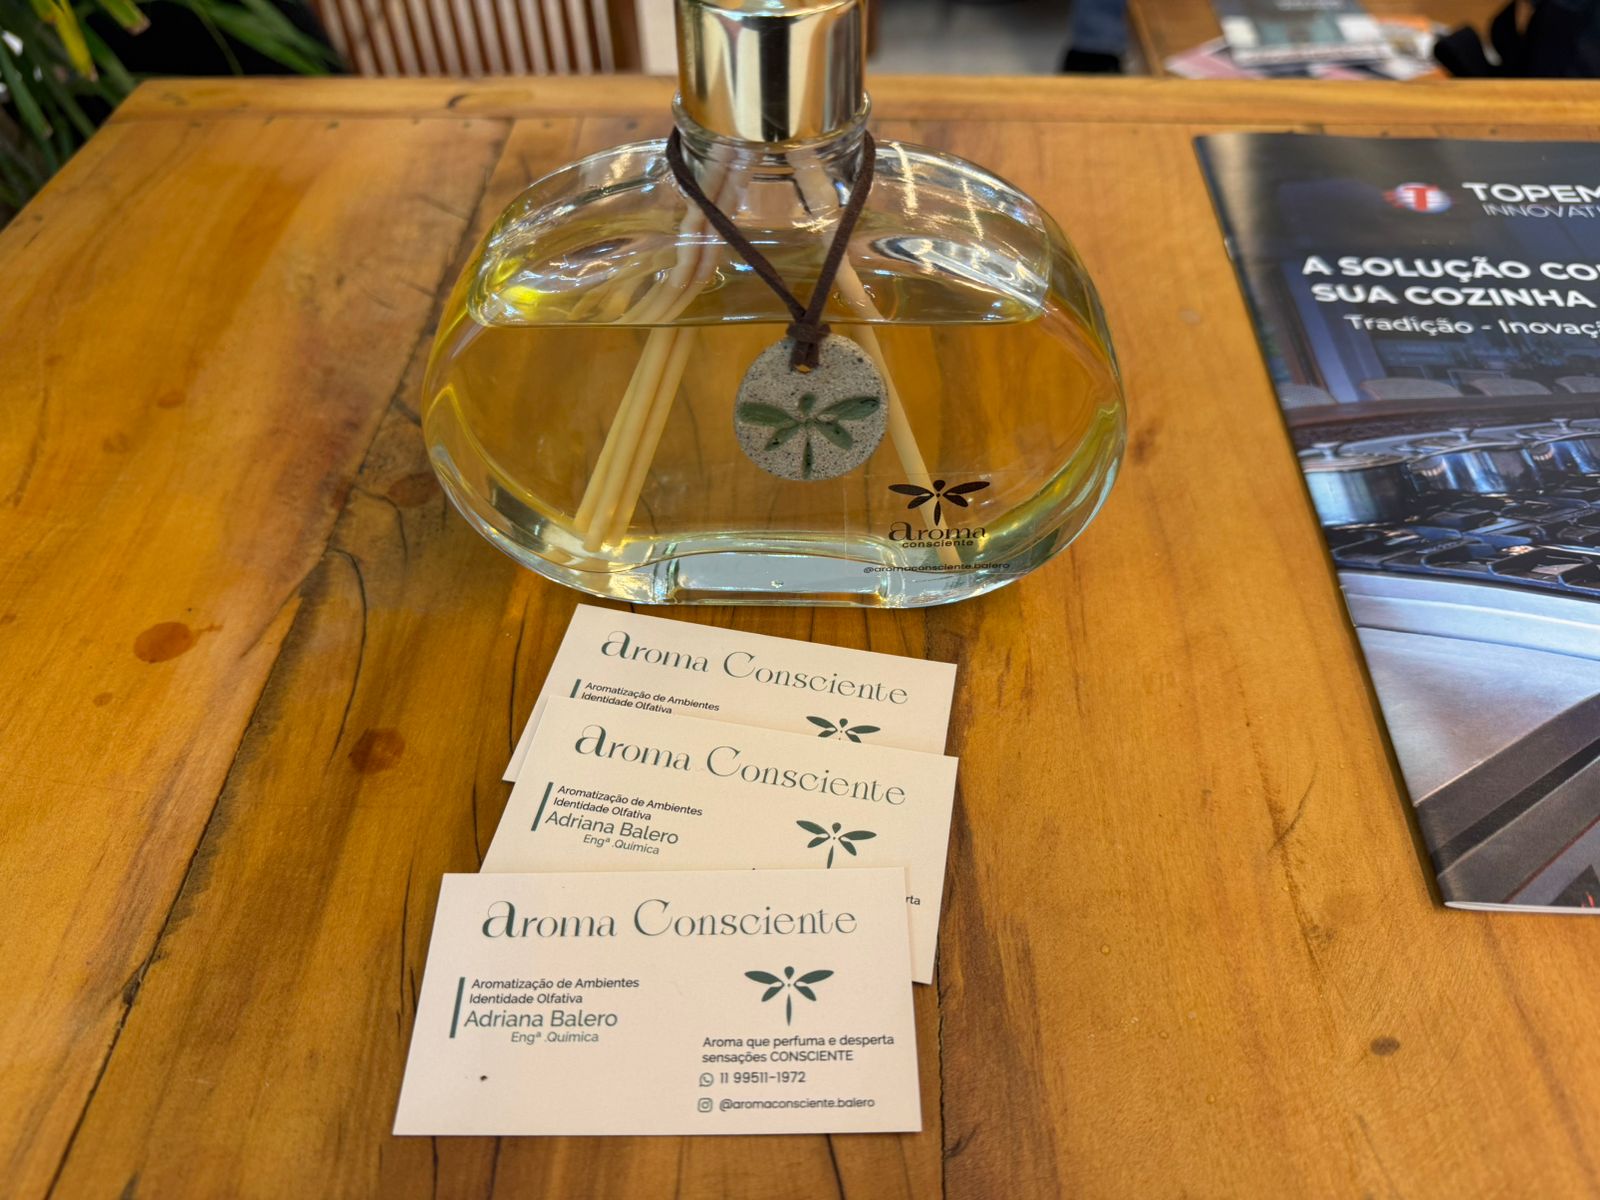 TOPEM
INNOVAT
A SOLUÇÃO CO
SUA COZINHA
Tradição - Inovaç
aroma
consciente
@aromaconsciente.balero
aroma Consciente
Aromatização de Ambientes
Identidade Olfativa
aroma Consciente
Aromatização de Ambientes
Identidade Olfativa
Adriana Balero
Engª .Química
rta
aroma Consciente
Aromatização de Ambientes
Identidade Olfativa
Adriana Balero
Engª .Química
Aroma que perfuma e desperta
sensações CONSCIENTE
11 99511-1972
@aromaconsciente.balero